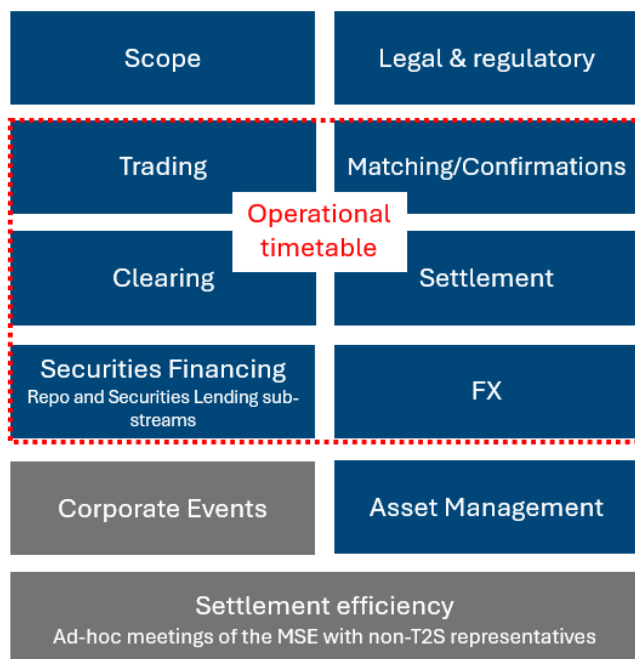 Scope
Legal & regulatory
Trading
Matching/Confirmations
Operational
timetable
Clearing
Settlement
Securities Financing
Repo and Securities Lending sub-
streams
FX
Corporate Events
Asset Management
Settlement efficiency
Ad-hoc meetings of the MSE with non-T2S representatives